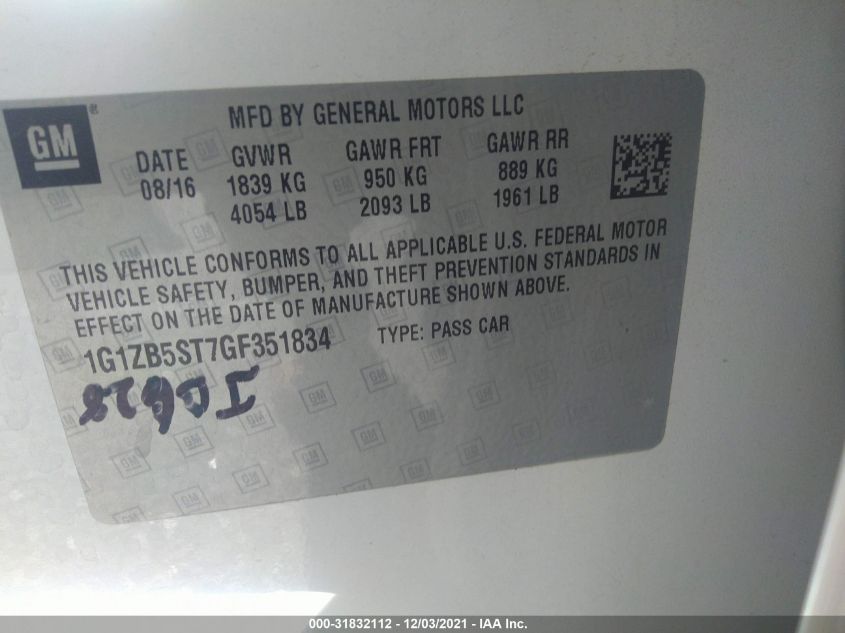 GM®
MFD BY GENERAL MOTORS LLC
DATE GVWR GAWR FRT GAWR RR
08/16 1839 KG 950 KG 889 KG
4054 LB 2093 LB 1961 LB
THIS VEHICLE CONFORMS TO ALL APPLICABLE U.S. FEDERAL MOTOR
VEHICLE SAFETY, BUMPER, AND THEFT PREVENTION STANDARDS IN
EFFECT ON THE DATE OF MANUFACTURE SHOWN ABOVE.
1G1ZB5ST7GF351834 TYPE: PASS CAR
000-31832112 - 12/03/2021 - IAA Inc.